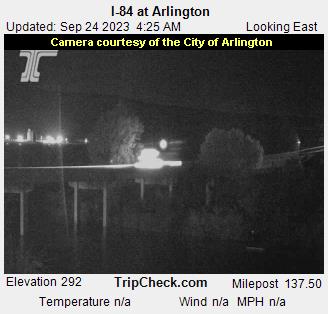 I-84 at Arlington
Updated: Sep 24 2023 4:25 AM Looking East
Camera courtesy of the City of Arlington
Elevation 292 TripCheck.com Milepost 137.50
Temperature n/a Wind n/a MPH n/a